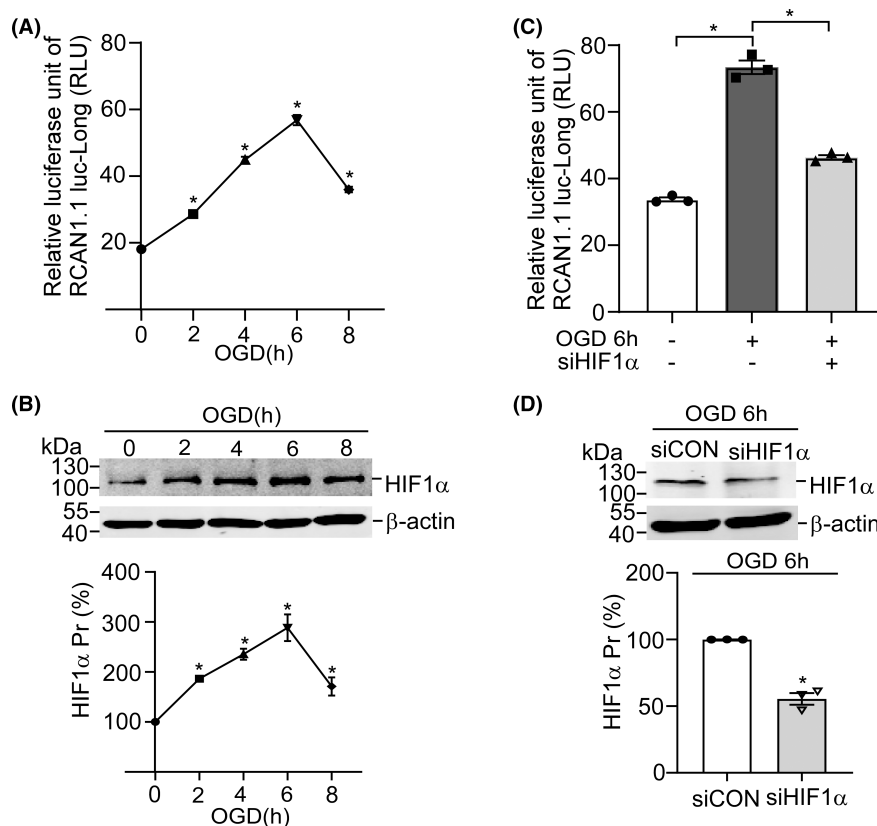 (A)
Relative luciferase unit of
RCAN1.1 luc-Long (RLU)
80
60
40
20
* * * * *
0 2 4 6 8
OGD(h)
(B)
OGD(h)
kDa 0 2 4 6 8
130
100
HIF1α
55
40
β-actin
HIF1α Pr (%)
400
300
200
100
* * * *
0 2 4 6 8
OGD(h)
(C)
Relative luciferase unit of
RCAN1.1 luc-Long (RLU)
* *
80
60
40
20
0
OGD 6h - + +
siHIF1α - - +
(D)
OGD 6h
kDa siCON siHIF1α
130
100
HIF1α
55
40
β-actin
OGD 6h
HIF1α Pr (%)
200
100
50
0
*
siCON siHIF1α